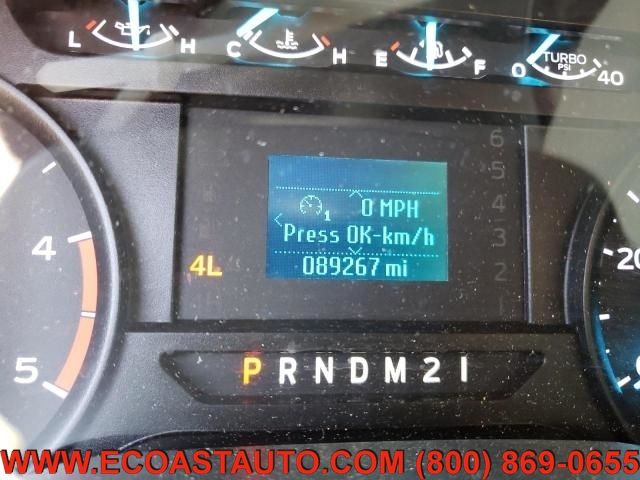 L H C H E F 0 TURBO PSI 40
6
5
4
3
2
1
0 MPH
Press OK-km/h
089267 mi
4L
4
5
20
P R N D M 2 1
WWW.ECOASTAUTO.COM (800) 869-0655